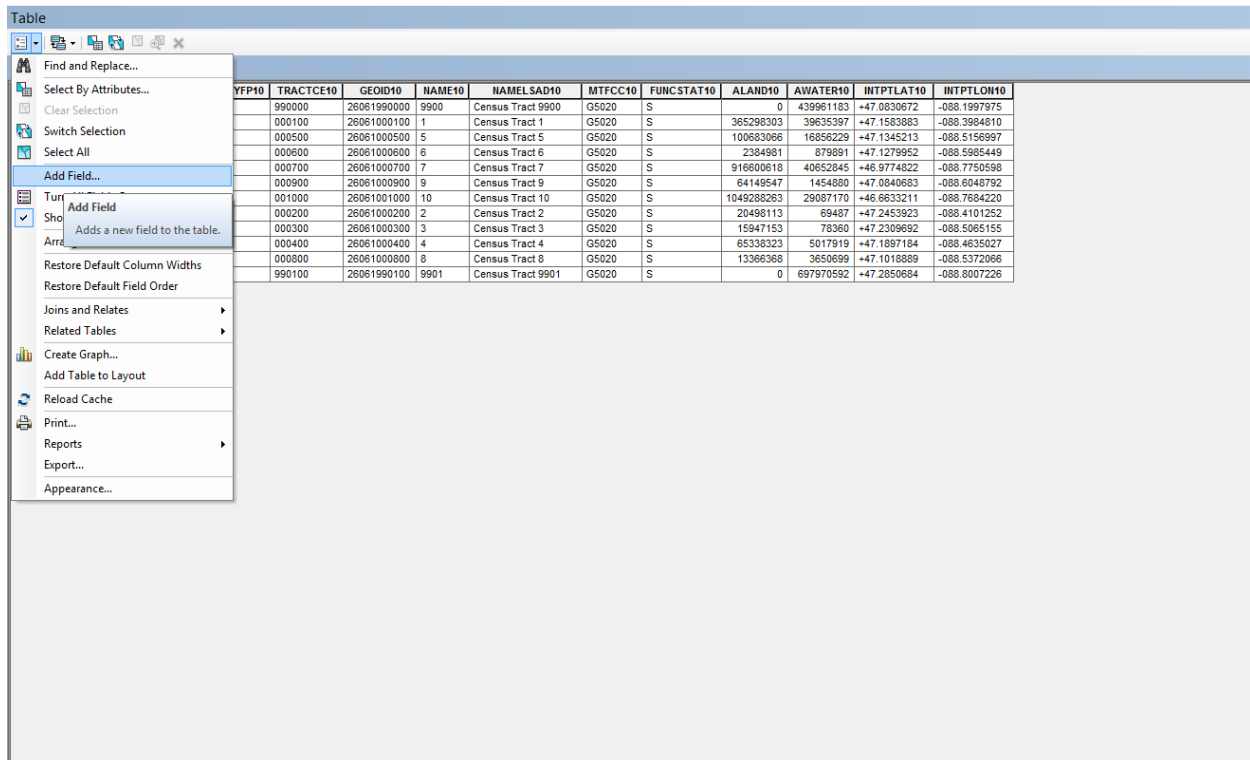 Table
Find and Replace...
Select By Attributes...
Clear Selection
Switch Selection
Select All
Add Field...
Add Field
Adds a new field to the table.
Restore Default Column Widths
Restore Default Field Order
Joins and Relates
Related Tables
Create Graph...
Add Table to Layout
Reload Cache
Print...
Reports
Export...
Appearance...
YFP10 TRACTCE10 GEOID10 NAME10 NAMELSAD10 MTFCC10 FUNCSTAT10 ALAND10 AWATER10 INTPTLAT10 INTPTLON10
990000 26061990000 9900 Census Tract 9900 G5020 S 0 439961183 +47.0830672 -088.1997975
000100 26061000100 1 Census Tract 1 G5020 S 365298303 39635397 +47.1583883 -088.3984810
000500 26061000500 5 Census Tract 5 G5020 S 100683066 16856229 +47.1345213 -088.5156997
000600 26061000600 6 Census Tract 6 G5020 S 2384981 879891 +47.1279952 -088.5985449
000700 26061000700 7 Census Tract 7 G5020 S 916600618 40652845 +46.9774822 -088.7750598
000900 26061000900 9 Census Tract 9 G5020 S 64149547 1454880 +47.0840683 -088.6048792
001000 26061001000 10 Census Tract 10 G5020 S 1049288263 29087170 +46.6633211 -088.7684220
000200 26061000200 2 Census Tract 2 G5020 S 20498113 69487 +47.2453923 -088.4101252
000300 26061000300 3 Census Tract 3 G5020 S 15947153 78360 +47.2309692 -088.5065155
000400 26061000400 4 Census Tract 4 G5020 S 65338323 5017919 +47.1897184 -088.4635027
000800 26061000800 8 Census Tract 8 G5020 S 13366368 3650699 +47.1018889 -088.5372066
990100 26061990100 9901 Census Tract 9901 G5020 S 0 697970592 +47.2850684 -088.8007226